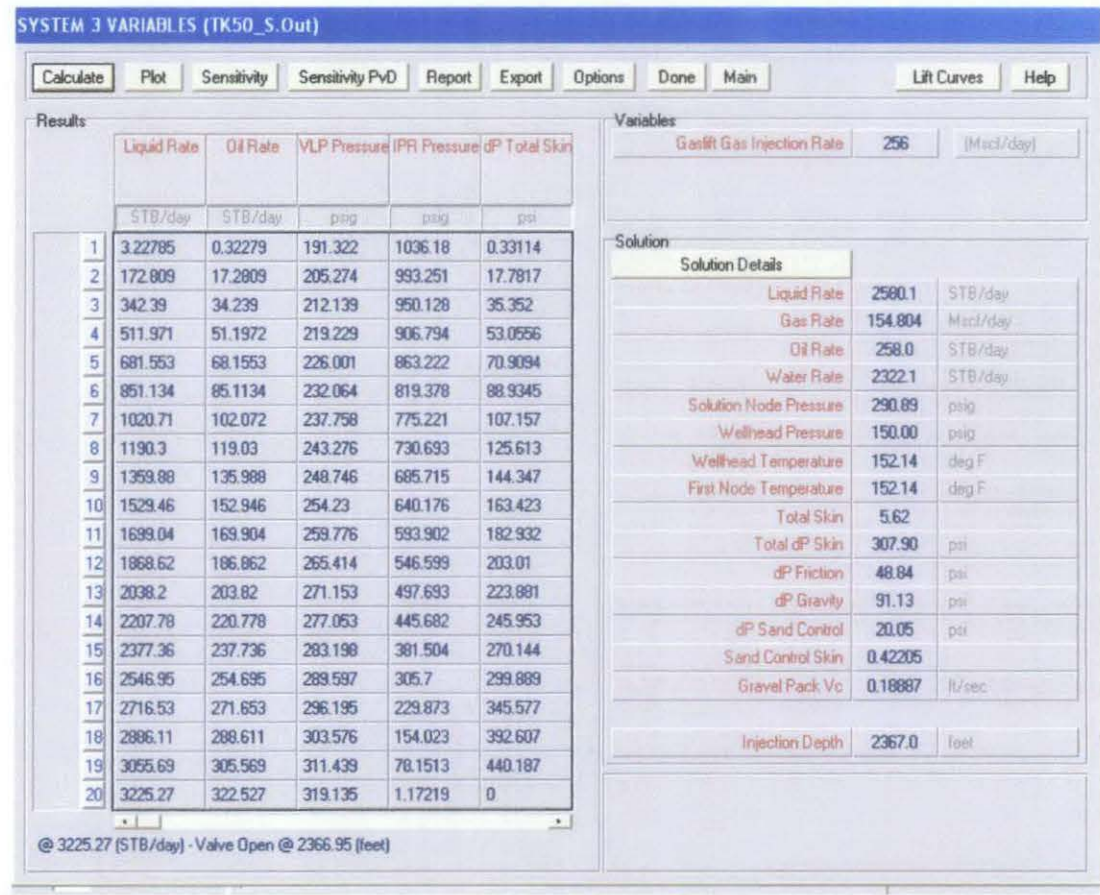 SYSTEM 3 VARIABLES (TK50_S.Out)
Calculate Plot Sensitivity Sensitivity PvD Report Export Options Done Main Lift Curves Help
Results
Liquid Rate Oil Rate VLP Pressure IPR Pressure dP Total Skin
STB/day STB/day psig psig psi
1 3.22785 0.32279 191.322 1036.18 0.33114
2 172.809 17.2809 205.274 993.251 17.7817
3 342.39 34.239 212.139 950.128 35.352
4 511.971 51.1972 219.229 906.794 53.0556
5 681.553 68.1553 226.001 863.222 70.9094
6 851.134 85.1134 232.064 819.378 88.9345
7 1020.71 102.072 237.758 775.221 107.157
8 1190.3 119.03 243.276 730.693 125.613
9 1359.88 135.988 248.746 685.715 144.347
10 1529.46 152.946 254.23 640.176 163.423
11 1699.04 169.904 259.776 593.902 182.932
12 1868.62 186.862 265.414 546.599 203.01
13 2038.2 203.82 271.153 497.693 223.881
14 2207.78 220.778 277.053 445.682 245.953
15 2377.36 237.736 283.198 381.504 270.144
16 2546.95 254.695 289.597 305.7 299.889
17 2716.53 271.653 296.195 229.873 345.577
18 2886.11 288.611 303.576 154.023 392.607
19 3055.69 305.569 311.439 78.1513 440.187
20 3225.27 322.527 319.135 1.17219 0
@ 3225.27 (STB/day) - Valve Open @ 2366.95 (feet)
Variables
Gaslift Gas Injection Rate 256 (Mscf/day)
Solution
Solution Details
Liquid Rate 2580.1 STB/day
Gas Rate 154.804 Mscf/day
Oil Rate 258.0 STB/day
Water Rate 2322.1 STB/day
Solution Node Pressure 290.89 psig
Wellhead Pressure 150.00 psig
Wellhead Temperature 152.14 deg F
First Node Temperature 152.14 deg F
Total Skin 5.62
Total dP Skin 307.90 psi
dP Friction 48.84 psi
dP Gravity 91.13 psi
dP Sand Control 20.05 psi
Sand Control Skin 0.42205
Gravel Pack Vc 0.18887 ft/sec
Injection Depth 2367.0 feet